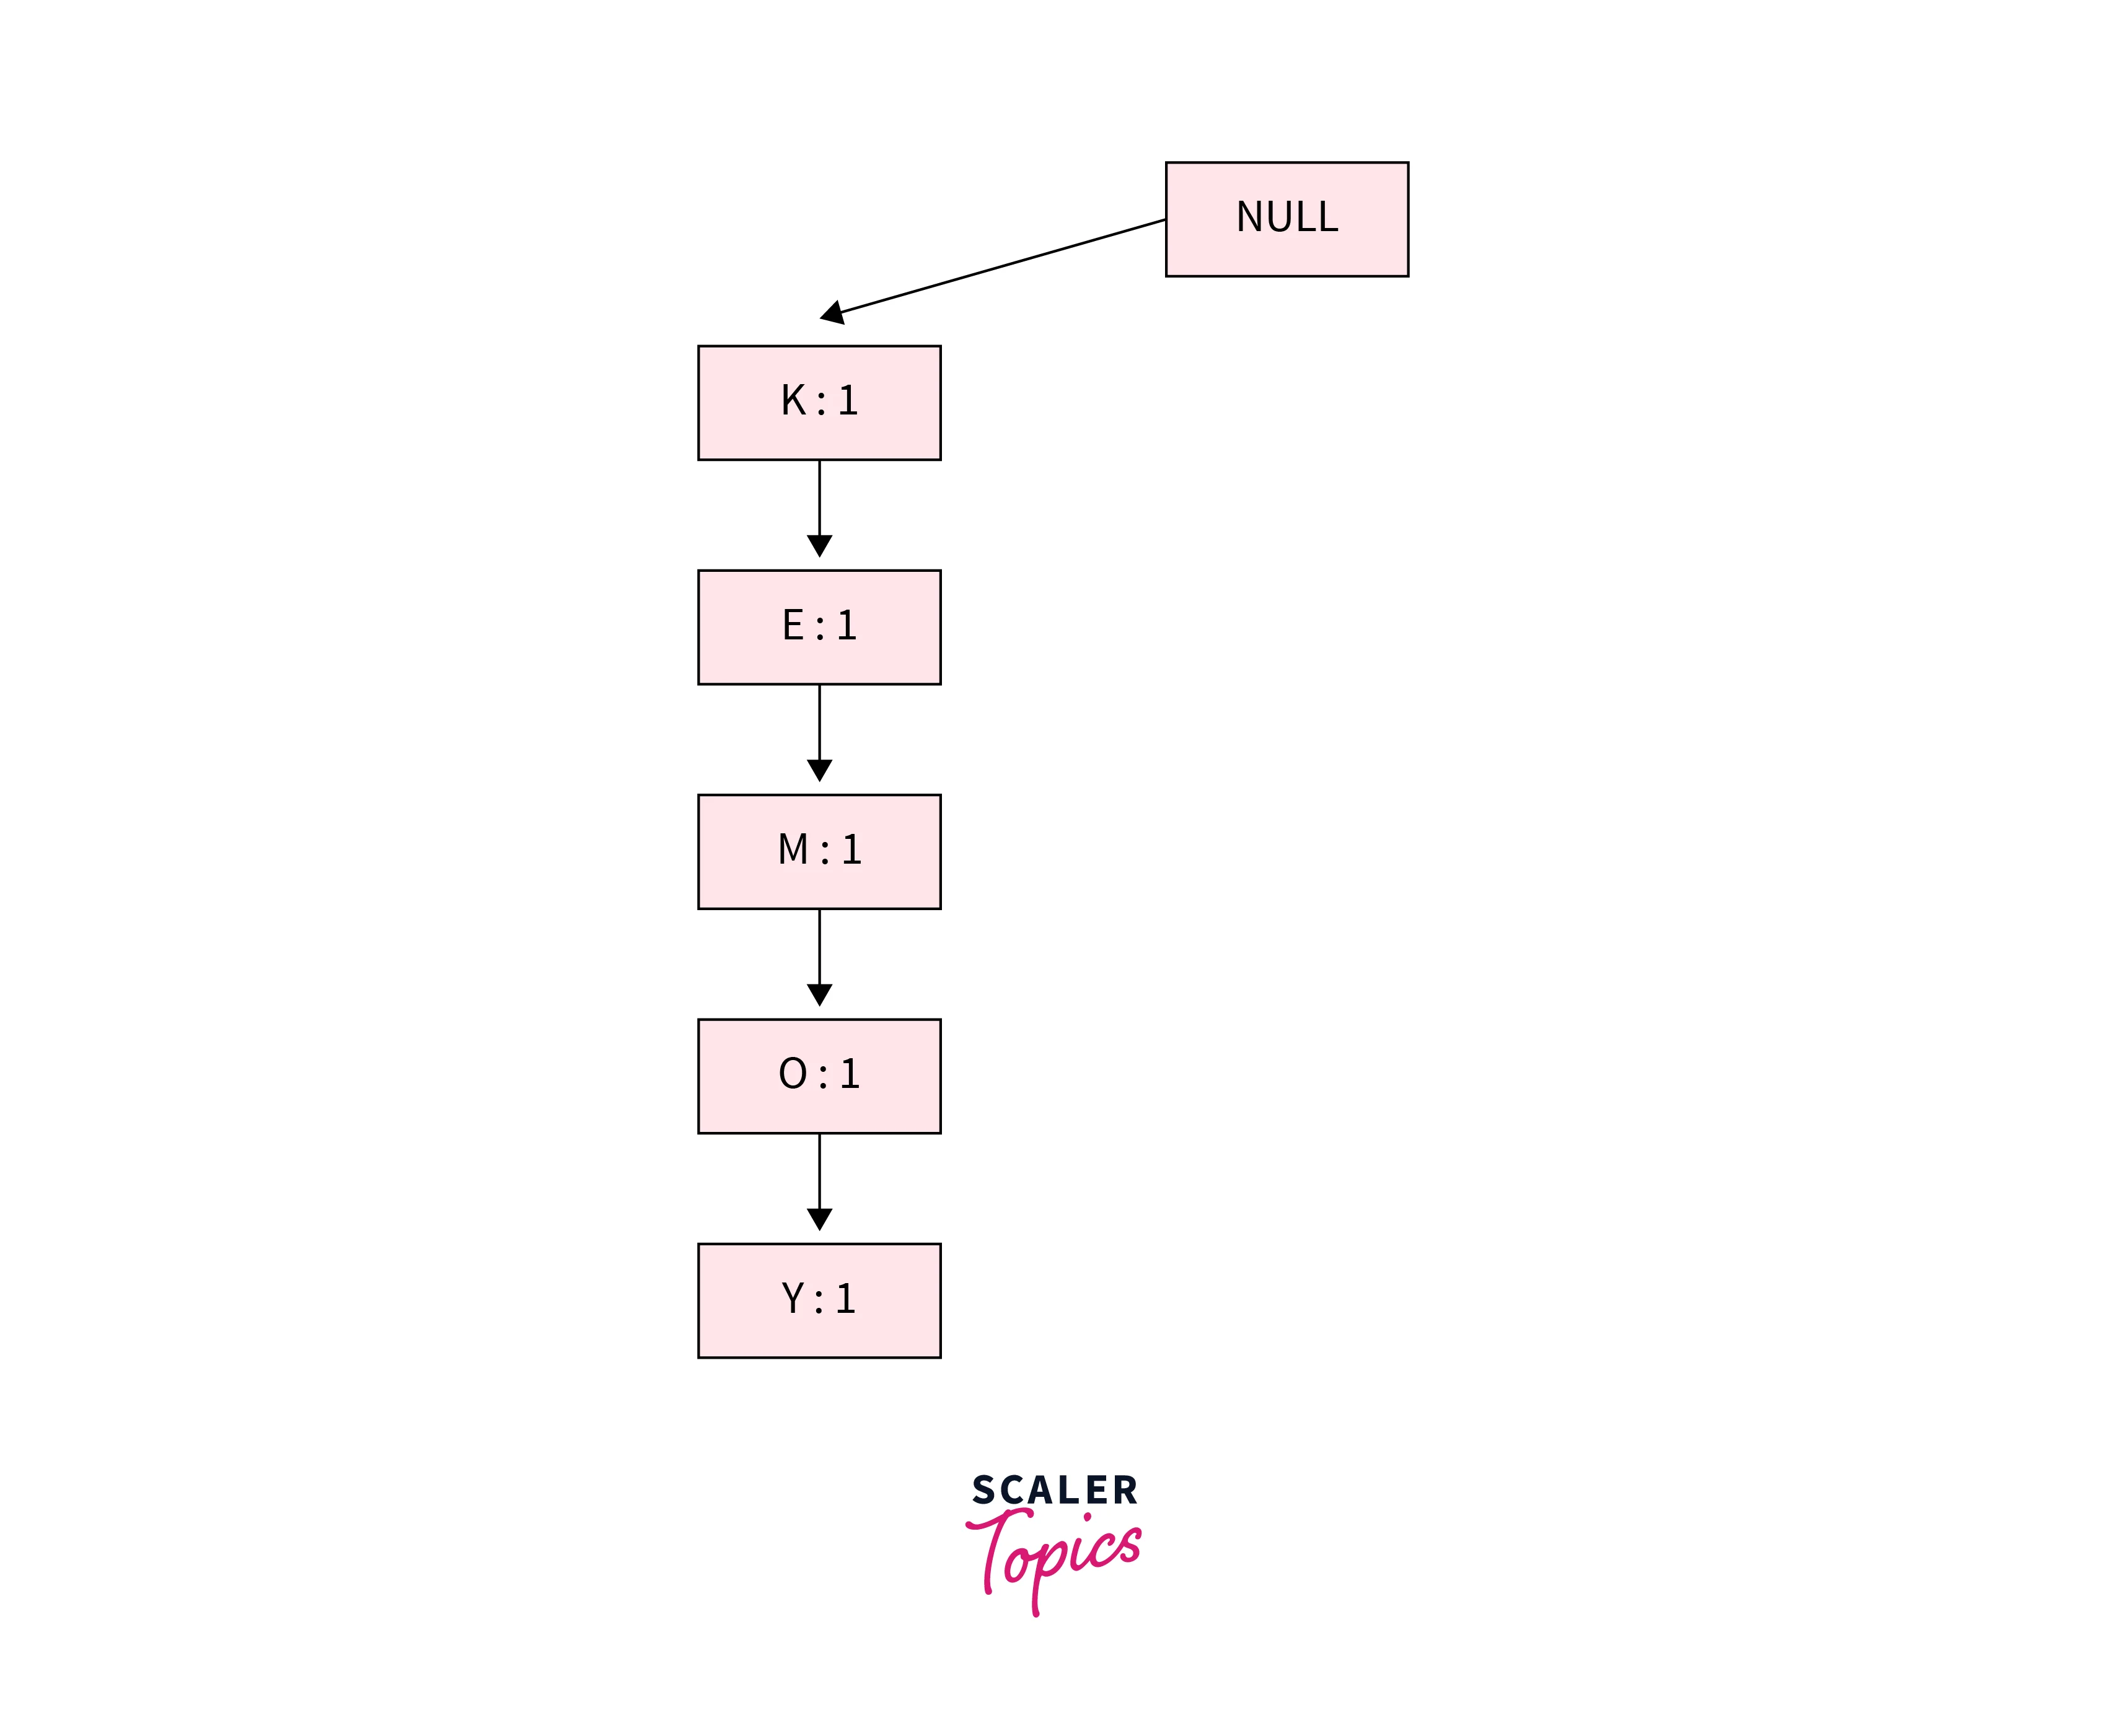 NULL
K : 1
E : 1
M : 1
O : 1
Y : 1
SCALER
Topics